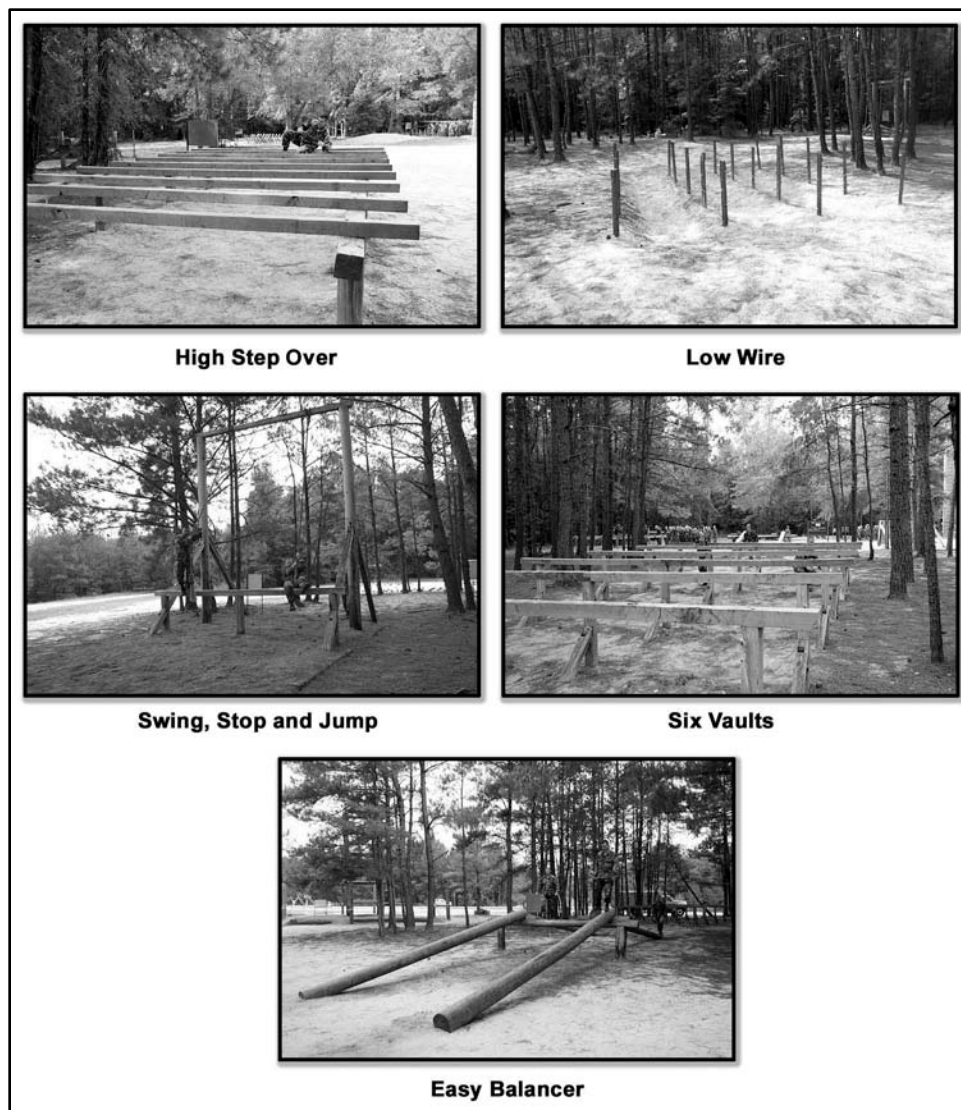 High Step Over
Low Wire
Swing, Stop and Jump
Six Vaults
Easy Balancer